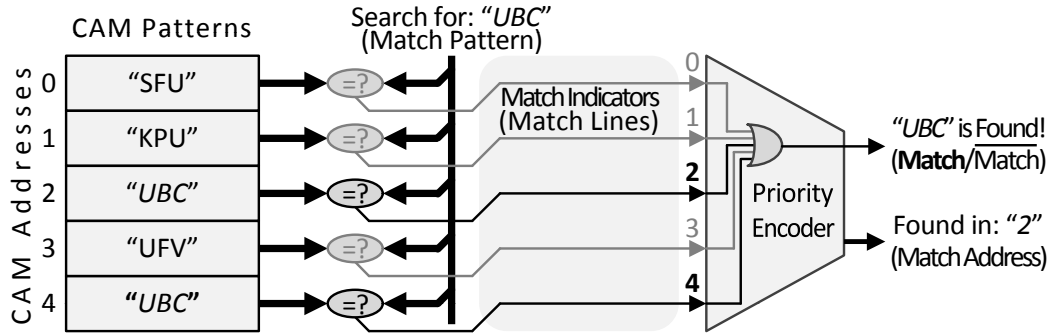 CAM Patterns
Search for: “UBC”
(Match Pattern)
CAM Addresses
0
“SFU”
=?
0
Match Indicators
(Match Lines)
1
“KPU”
=?
1
“UBC” is Found!
(Match/Match)
2
“UBC”
=?
2
Priority
Encoder
3
“UFV”
=?
3
Found in: “2”
(Match Address)
4
“UBC”
=?
4